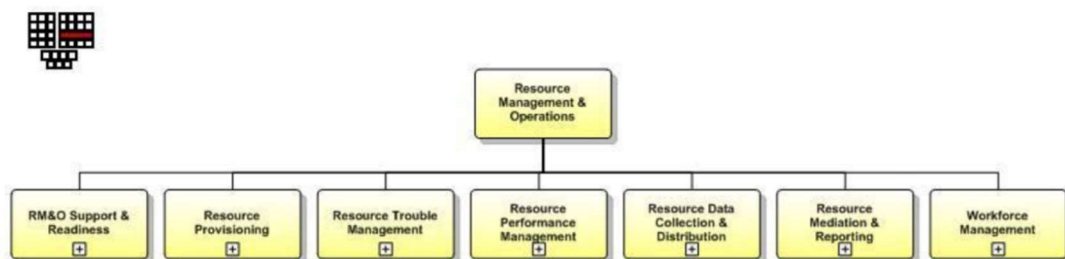 Resource
Management &
Operations
RM&O Support &
Readiness
Resource
Provisioning
Resource Trouble
Management
Resource
Performance
Management
Resource Data
Collection &
Distribution
Resource
Mediation &
Reporting
Workforce
Management